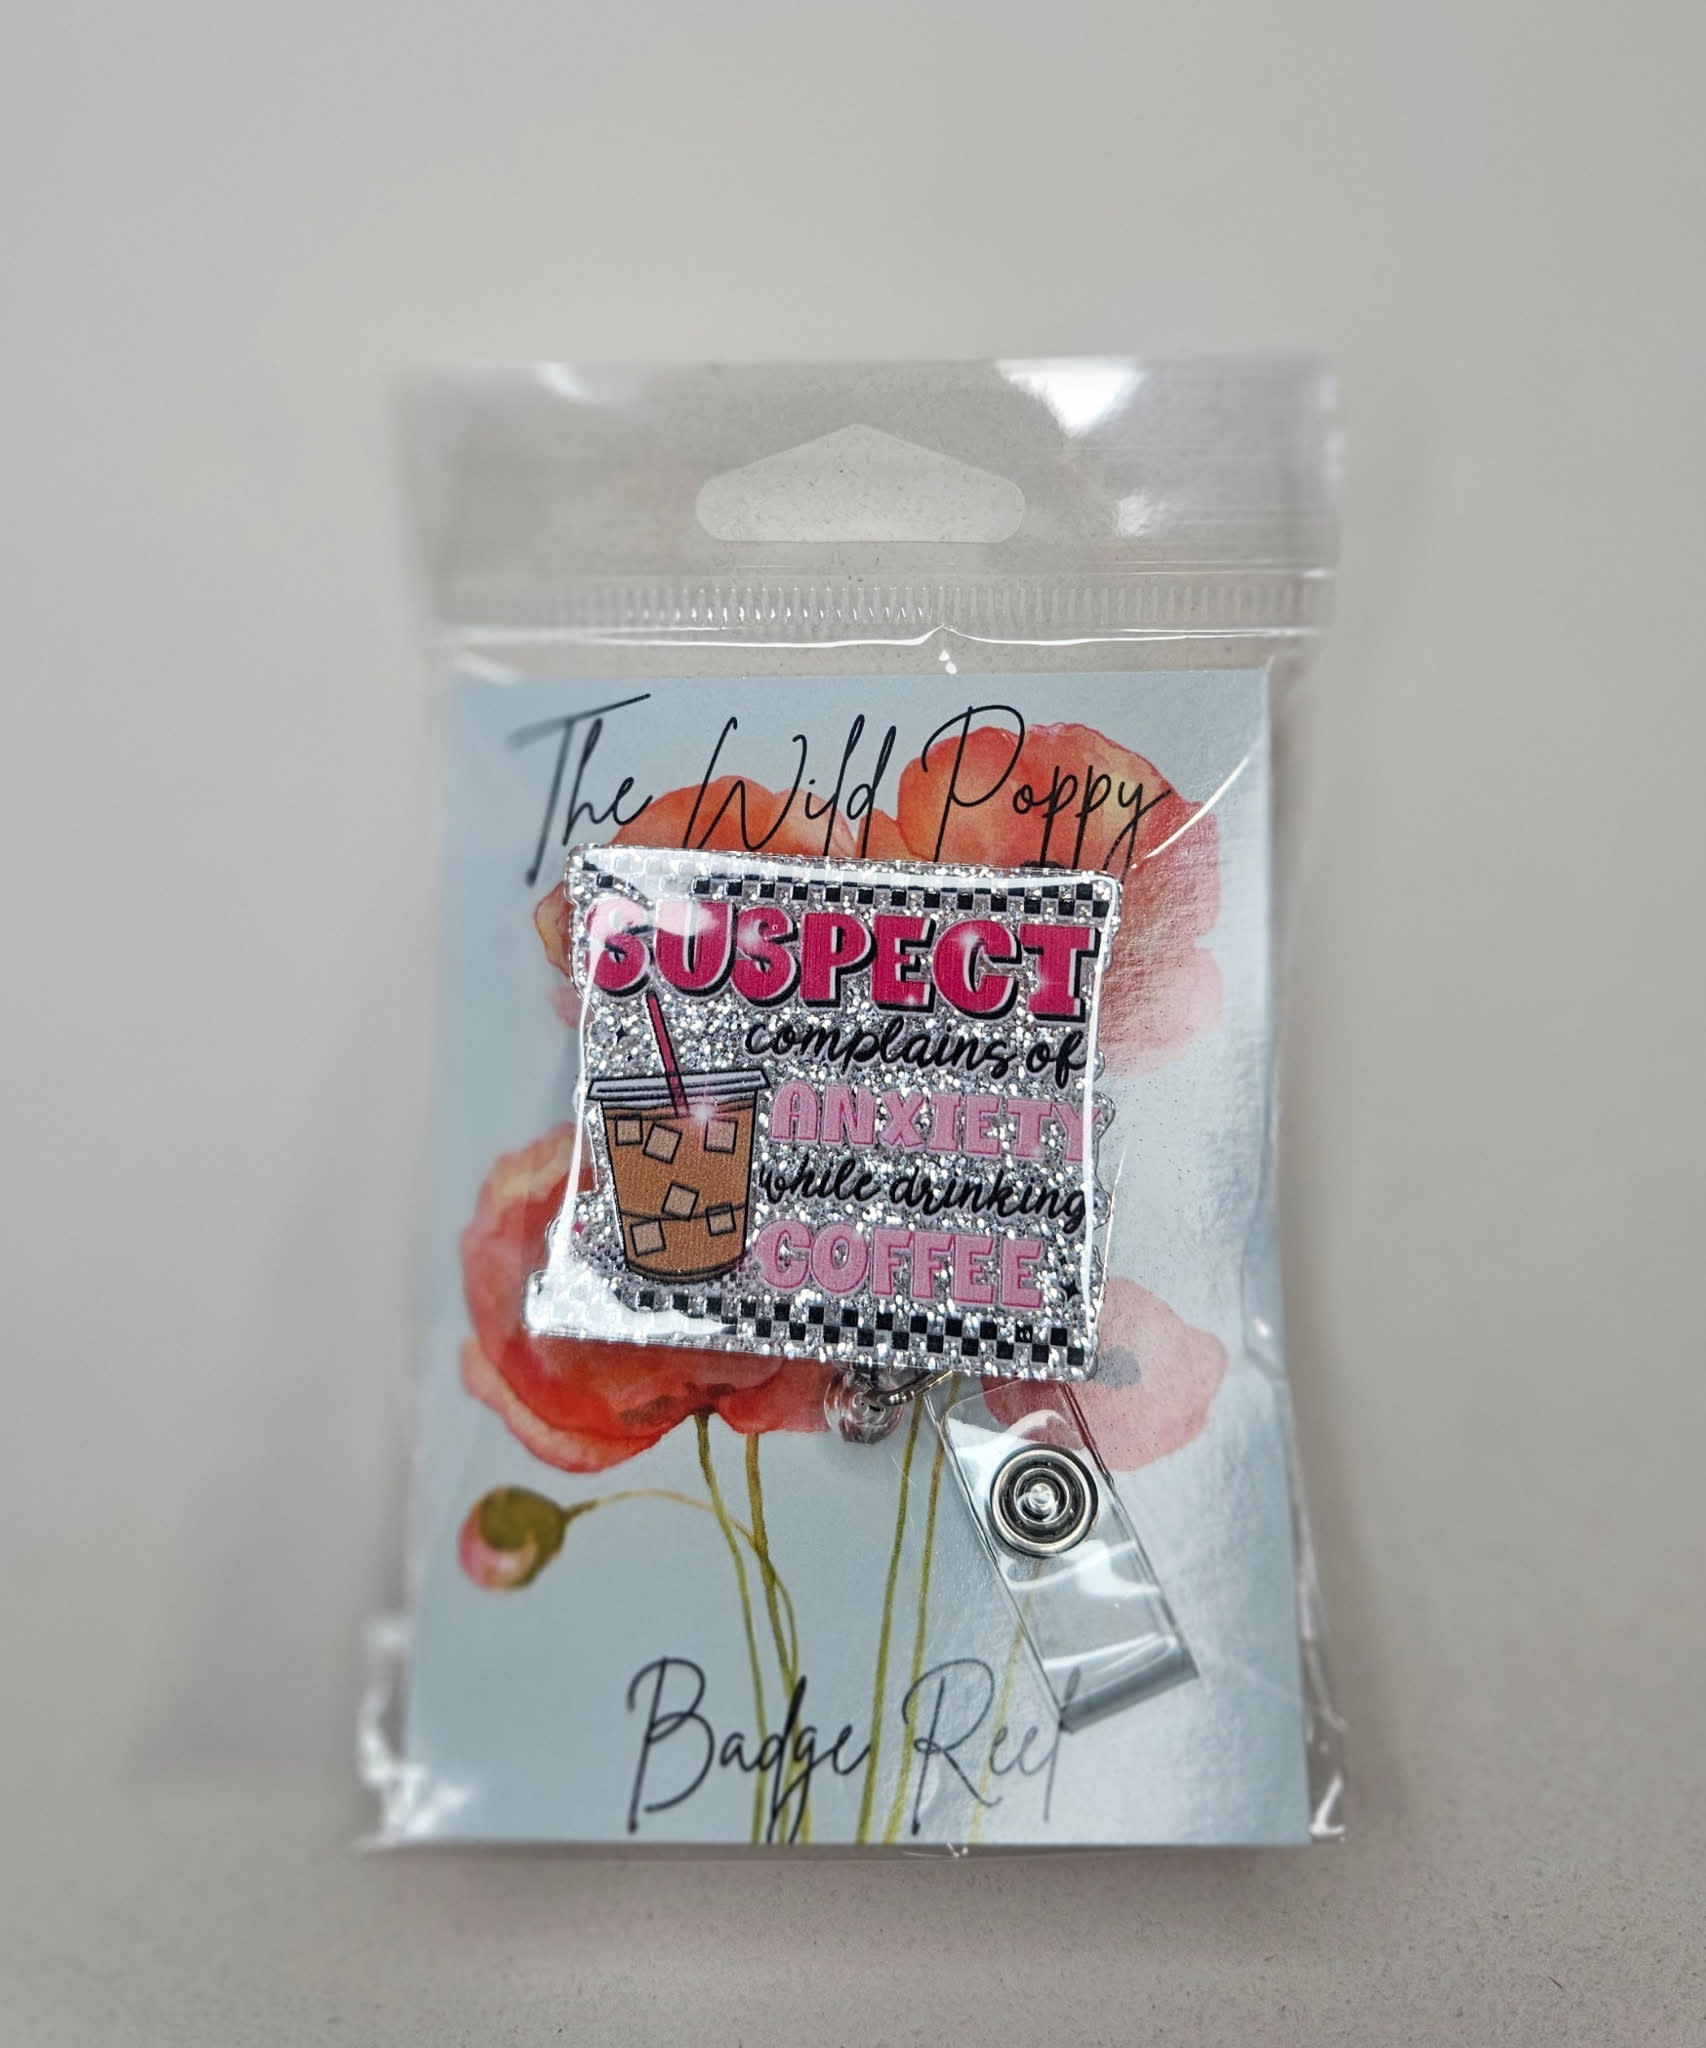 The Wild Poppy
SUSPECT
complains of
ANXIETY
while drinking
COFFEE
Badge Reel